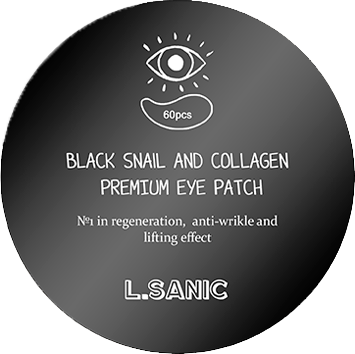 60pcs
BLACK SNAIL AND COLLAGEN
PREMIUM EYE PATCH
№1 in regeneration, anti-wrikle and
lifting effect
L.SANIC